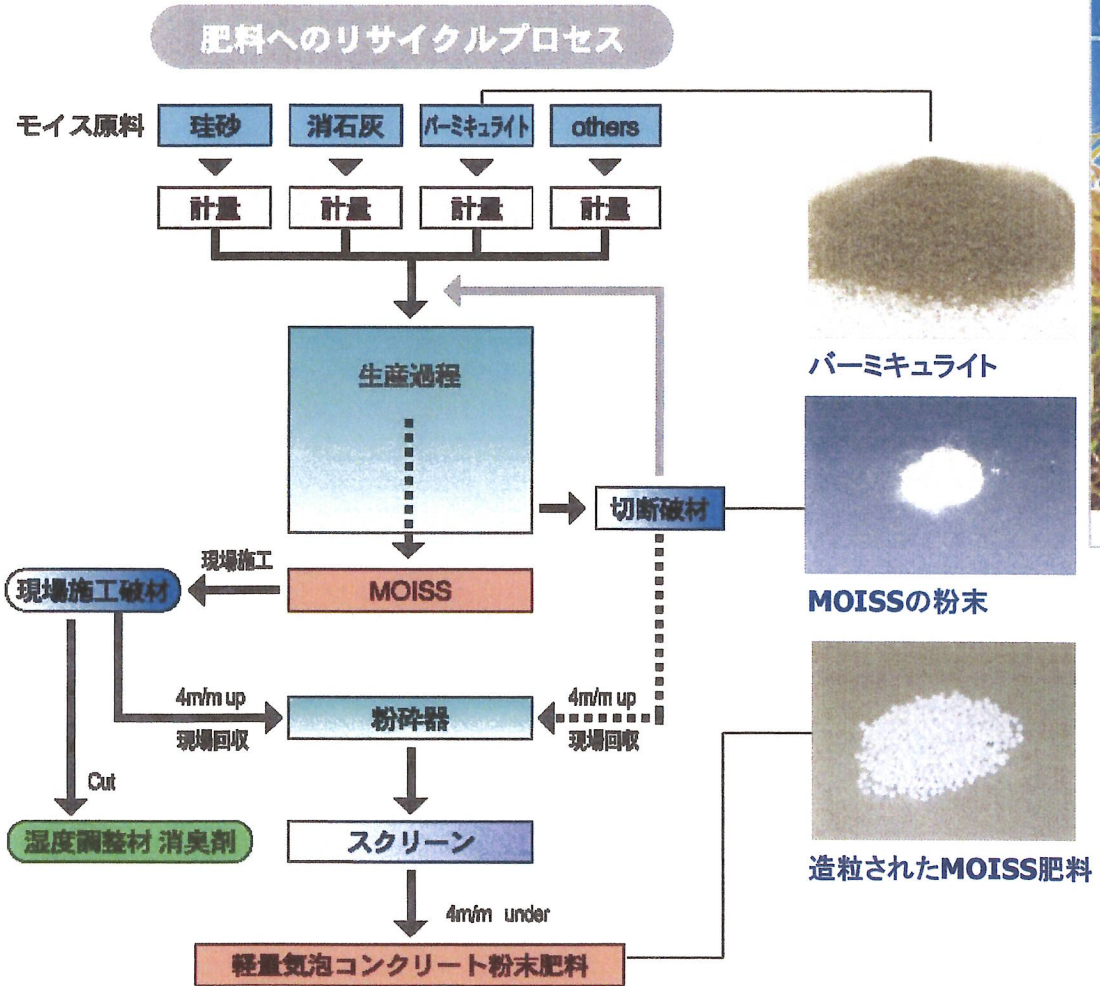 肥料へのリサイクルプロセス
モイス原料
珪砂
消石灰
バーミキュライト
others
計量
計量
計量
計量
生産過程
バーミキュライト
切断破材
現場施工
現場施工破材
MOISS
MOISSの粉末
4m/m up
現場回収
粉砕器
4m/m up
現場回収
Cut
湿度調整材 消臭剤
スクリーン
造粒されたMOISS肥料
4m/m under
軽量気泡コンクリート粉末肥料